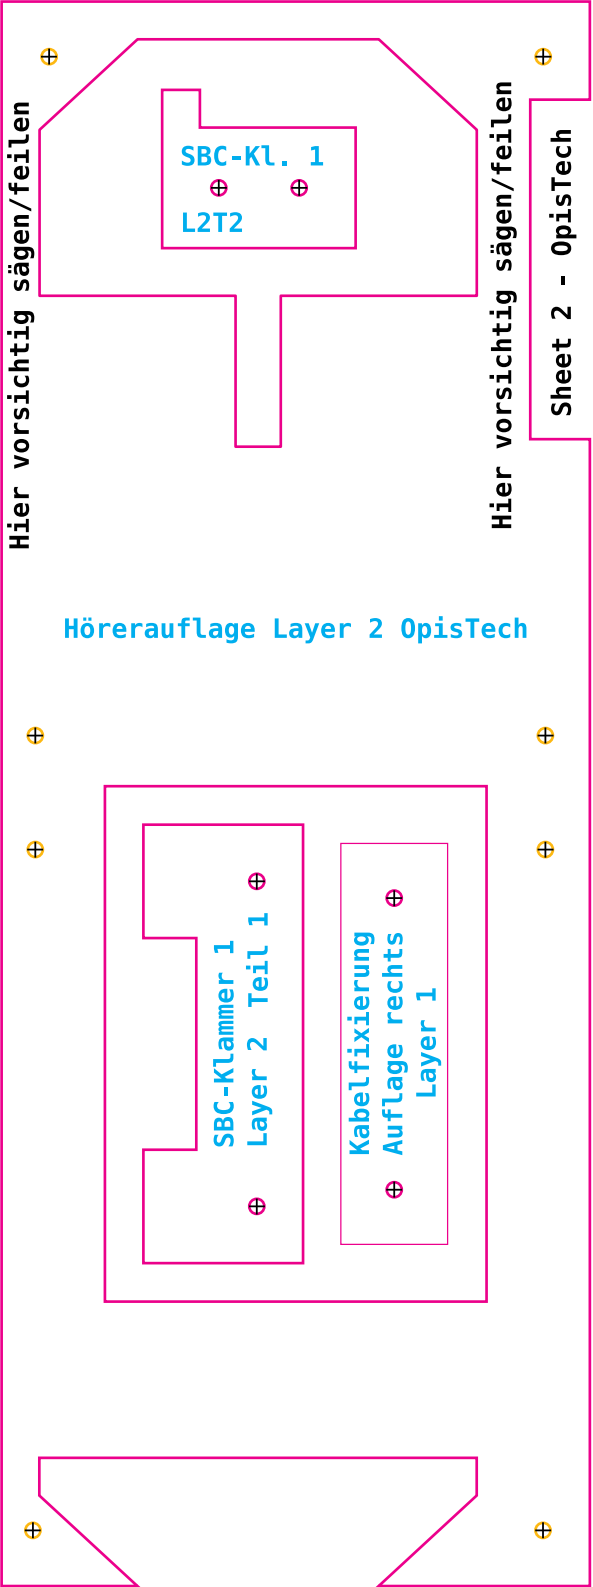 SBC-Kl. 1
L2T2
Hier vorsichtig sägen/feilen
Hier vorsichtig sägen/feilen
Sheet 2 - OpisTech
Hörerauflage Layer 2 OpisTech
SBC-Klammer 1
Layer 2 Teil 1
Kabelfixierung
Auflage rechts
Layer 1